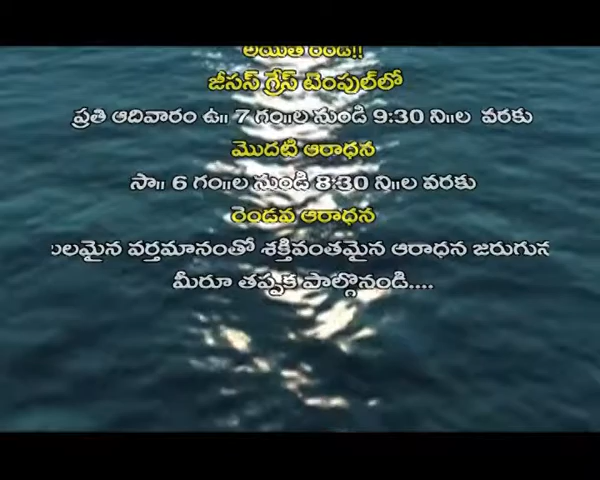 రండి!!
జీసస్ గ్రేస్ టెంపుల్‌లో
ప్రతి ఆదివారం ఉ॥ 7 గం॥ల నుండి 9:30 ని॥ల వరకు
మొదటి ఆరాధన
సా॥ 6 గం॥ల నుండి 8:30 ని॥ల వరకు
రెండవ ఆరాధన
వర్తమానంతో శక్తివంతమైన ఆరాధన
మీరూ తప్పక పాల్గొనండి....